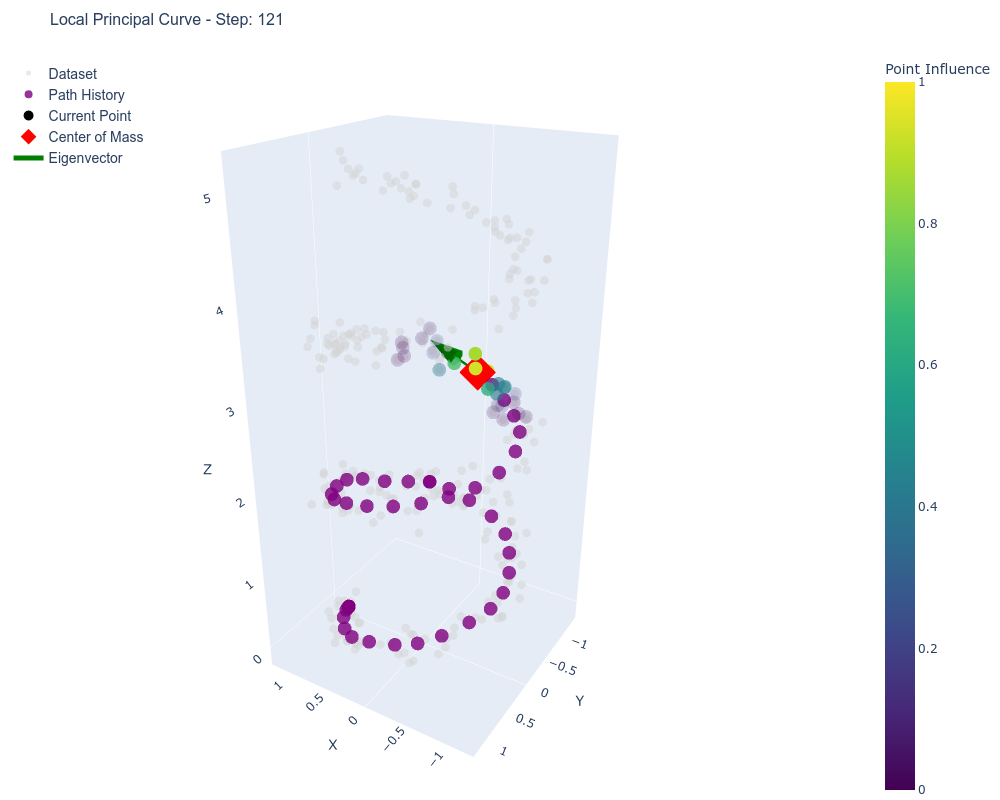 Local Principal Curve - Step: 121
Dataset
Path History
Current Point
Center of Mass
Eigenvector
Point Influence
1
0.8
0.6
0.4
0.2
0
5
4
3
2
1
0
Z
1
0.5
0
−0.5
−1
X
−1
−0.5
0
0.5
1
Y